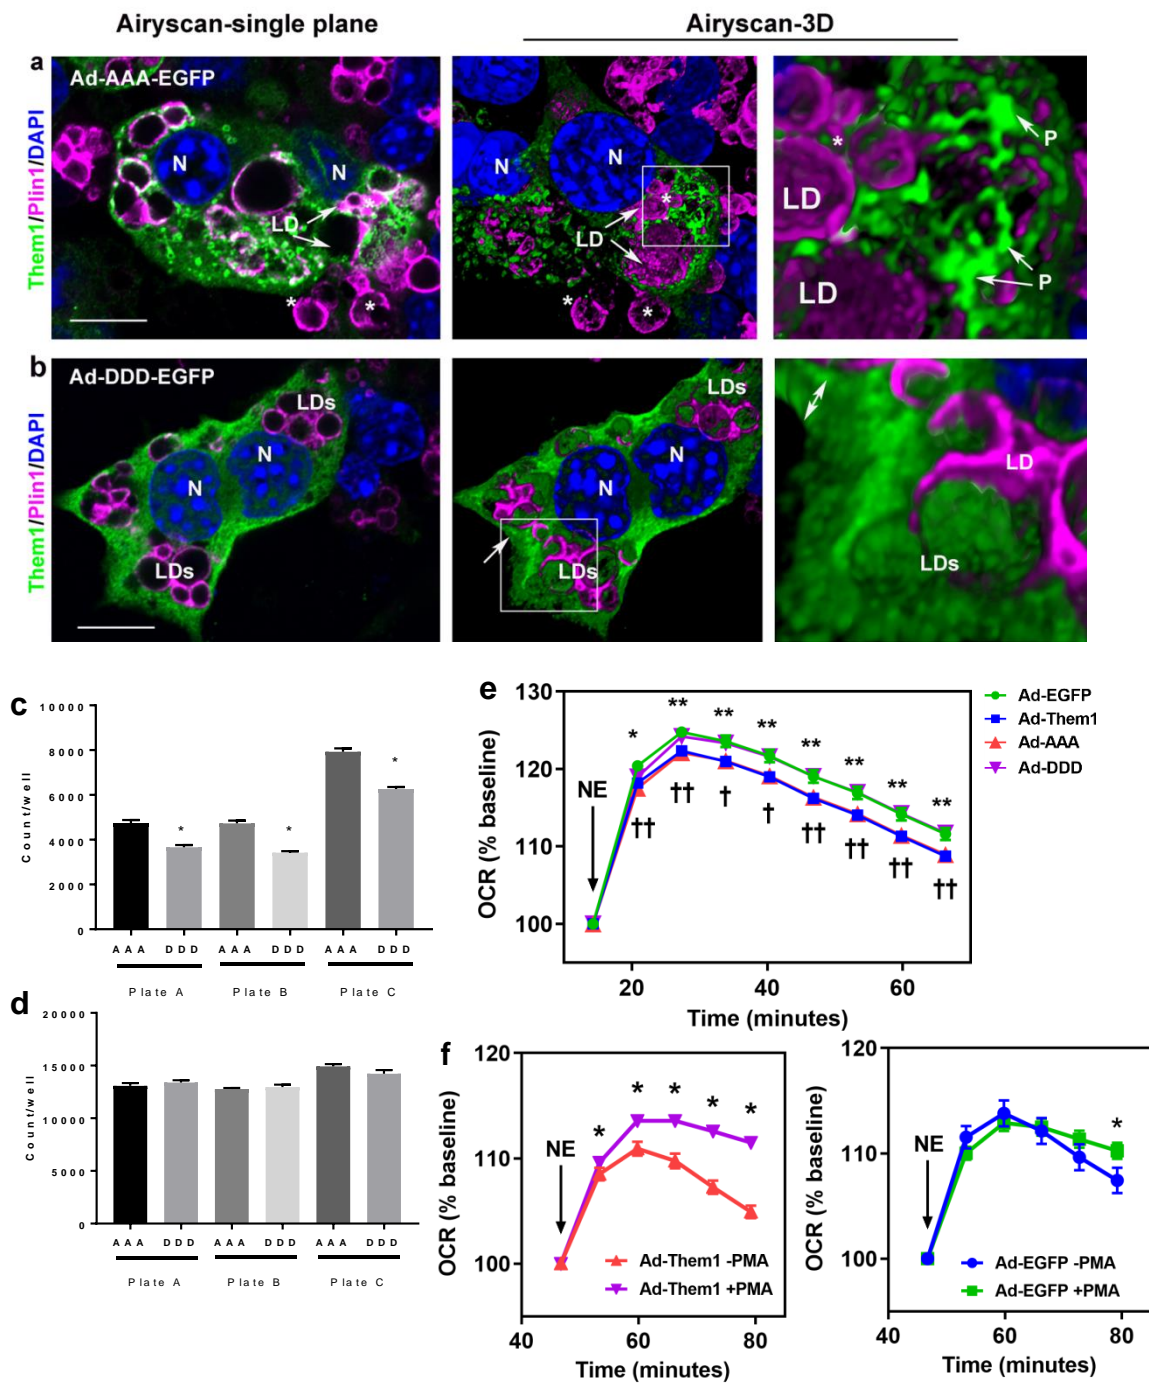 Airyscan-single plane
Airyscan-3D
a
Ad-AAA-EGFP
Them1/Plin1/DAPI
N
N
LD
*
*
*
N
N
LD
*
*
*
LD
LD
*
P
P
b
Ad-DDD-EGFP
Them1/Plin1/DAPI
LDs
N
N
LDs
LDs
N
N
LDs
LD
LDs
c
Count/well
10000
8000
6000
4000
2000
0
* * *
AAA DDD AAA DDD AAA DDD
Plate A Plate B Plate C
d
Count/well
20000
15000
10000
5000
0
AAA DDD AAA DDD AAA DDD
Plate A Plate B Plate C
e
OCR (% baseline)
130
120
110
100
NE
* ** ** ** ** ** ** **
†† †† † † †† †† †† ††
20 40 60
Time (minutes)
Ad-EGFP
Ad-Them1
Ad-AAA
Ad-DDD
f
OCR (% baseline)
120
110
100
NE
* * * * *
Ad-Them1 -PMA
Ad-Them1 +PMA
40 60 80
Time (minutes)
OCR (% baseline)
120
110
100
NE
*
Ad-EGFP -PMA
Ad-EGFP +PMA
40 60 80
Time (minutes)